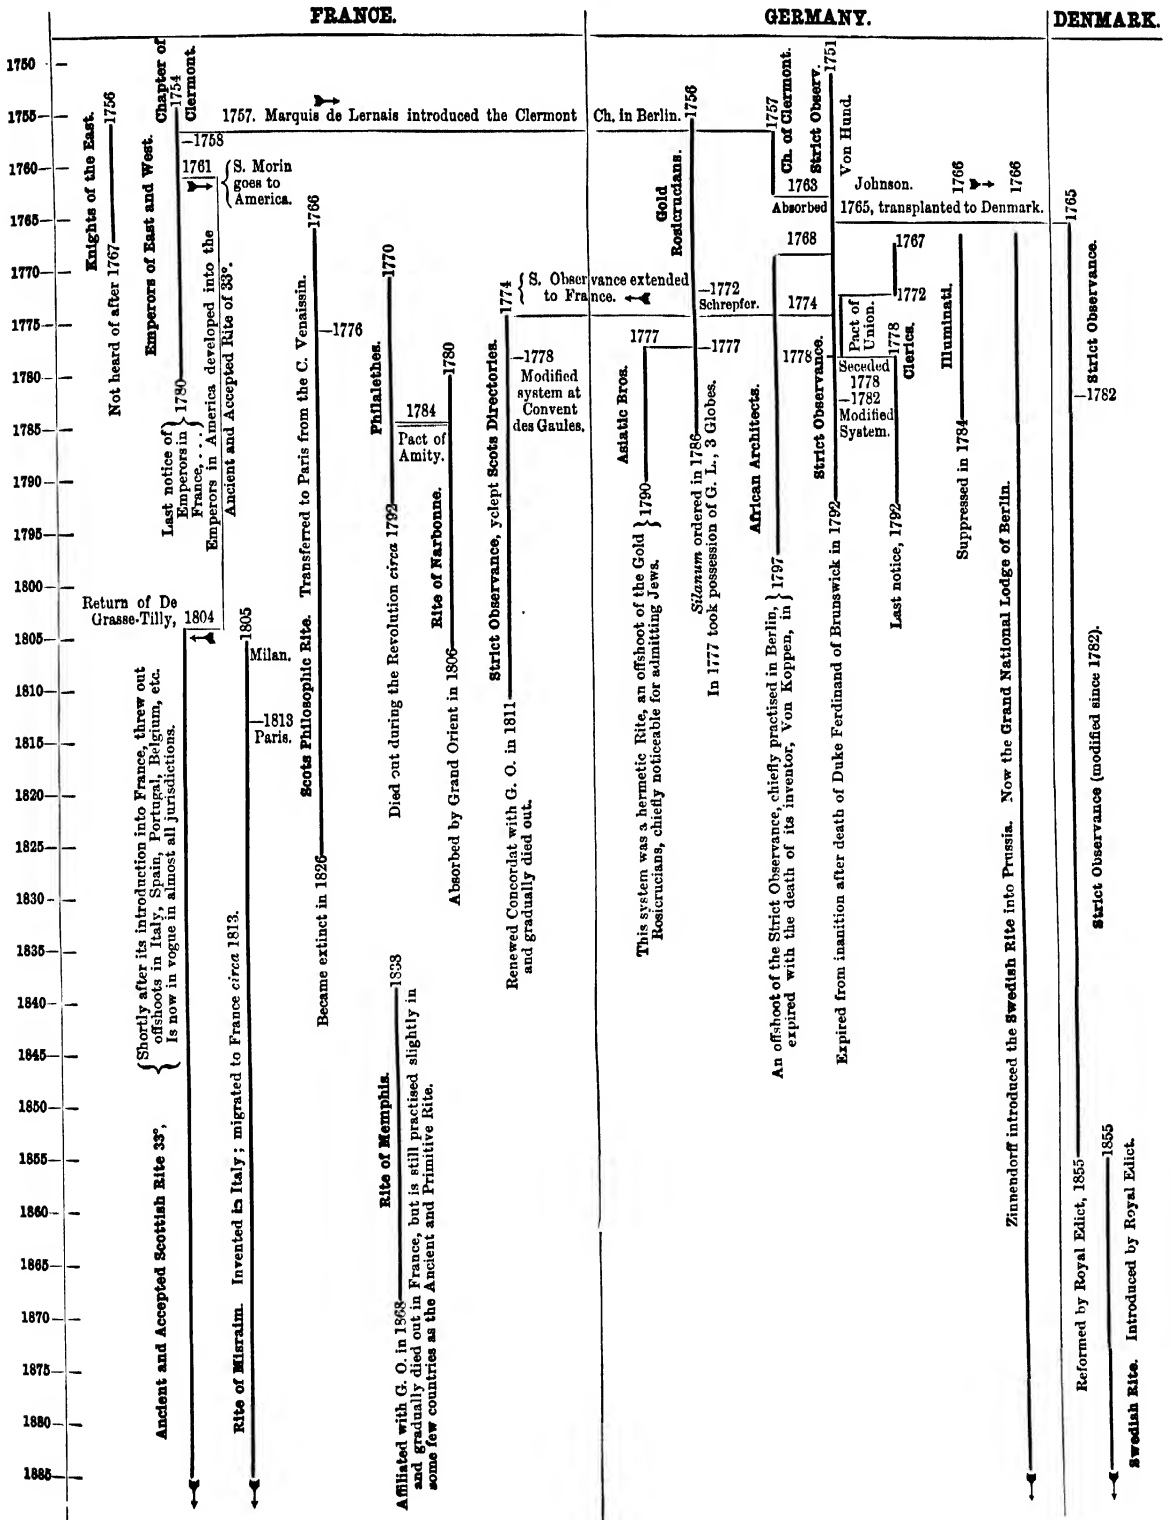 FRANCE.
GERMANY.
DENMARK.
1750
1755
1760
1765
1770
1775
1780
1785
1790
1795
1800
1805
1810
1815
1820
1825
1830
1835
1840
1845
1850
1855
1860
1865
1870
1875
1880
1885
Knights of the East.
1756
Not heard of after 1767
Chapter of
Clermont.
1754
1758
Emperors of East and West.
1761
S. Morin
goes to
America.
1780
Last notice of
Emperors in
France, . . .
Emperors in America developed into the
Ancient and Accepted Rite of 33°.
Return of De
Grasse-Tilly, 1804
Shortly after its introduction into France, threw out
offshoots in Italy, Spain, Portugal, Belgium, etc.
Is now in vogue in almost all jurisdictions.
Ancient and Accepted Scottish Rite 33°,
1805
Milan.
1813
Paris.
Rite of Misraim. Invented in Italy; migrated to France circa 1813.
1757. Marquis de Lernais introduced the Clermont Ch. in Berlin.
1766
1776
Scots Philosophic Rite. Transferred to Paris from the C. Venaissin.
Became extinct in 1826
1770
Philalethes.
Died out during the Revolution circa 1792
1784
Pact of
Amity.
1780
Rite of Narbonne.
Absorbed by Grand Orient in 1806
1838
Rite of Memphis.
Affiliated with G. O. in 1868
and gradually died out in France, but is still practised slightly in
some few countries as the Ancient and Primitive Rite.
1774
S. Observance extended
to France.
1778
Modified
system at
Convent
des Gaules.
Strict Observance, yclept Scots Directories.
Renewed Concordat with G. O. in 1811
and gradually died out.
1777
Asiatic Bros.
1790
This system was a hermetic Rite, an offshoot of the Gold
Rosicrucians, chiefly noticeable for admitting Jews.
1756
Gold
Rosicrucians.
1772
Schrepfer.
1777
Silanum ordered in 1786
In 1777 took possession of G. L., 3 Globes.
1757
Ch. of Clermont.
1763
Absorbed
1768
1774
African Architects.
1797
An offshoot of the Strict Observance, chiefly practised in Berlin,
expired with the death of its inventor, Von Koppen, in
1751
Strict Observ.
Von Hund.
Johnson.
1765, transplanted to Denmark.
1778
Strict Observance.
Pact of
Union.
Seceded
1778
1782
Modified
System.
Expired from inanition after death of Duke Ferdinand of Brunswick in 1792
1767
1772
1778
Clerics.
Last notice, 1792
1766
Illuminati.
Suppressed in 1784
1766
Zinnendorff introduced the Swedish Rite into Prussia. Now the Grand National Lodge of Berlin.
1765
Strict Observance.
1782
Strict Observance (modified since 1782).
Reformed by Royal Edict, 1855
1855
Swedish Rite. Introduced by Royal Edict.